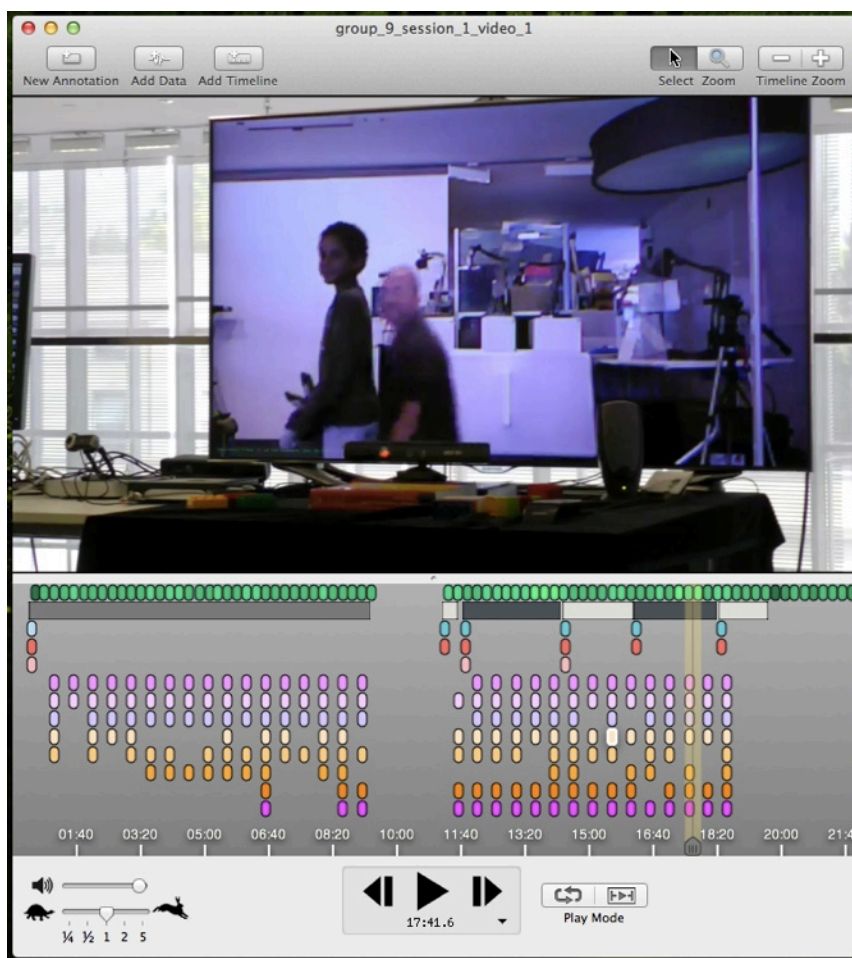 group_9_session_1_video_1
New Annotation Add Data Add Timeline Select Zoom Timeline Zoom
01:40 03:20 05:00 06:40 08:20 10:00 11:40 13:20 15:00 16:40 18:20 20:00
17:41.6
Play Mode
¼ ½ 1 2 5